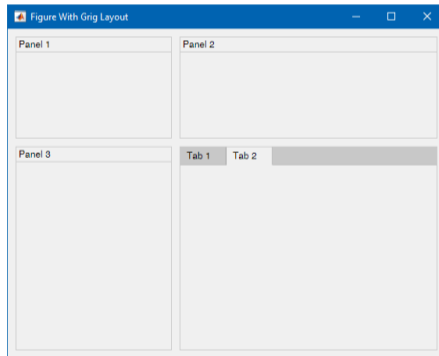 Figure With Grig Layout
Panel 1
Panel 2
Panel 3
Tab 1
Tab 2